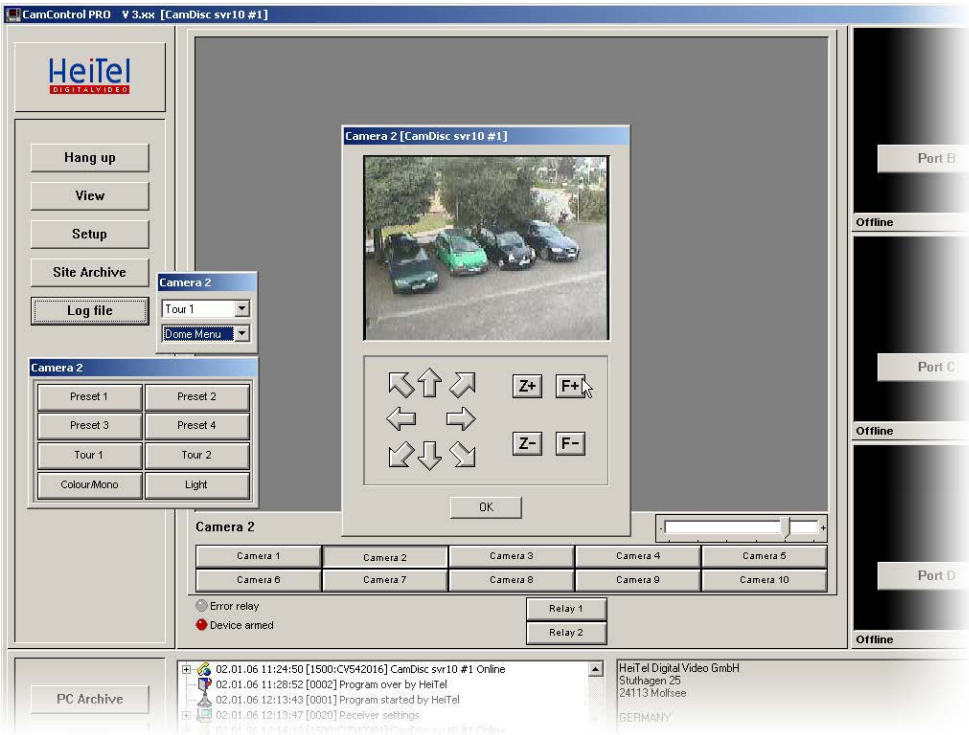 CamControl PRO V 3.xx [CamDisc svr10 #1]
HeiTel
DIGITALVIDEO
Hang up
View
Setup
Site Archive
Log file
Camera 2
Tour 1
Dome Menu
Camera 2
Preset 1
Preset 2
Preset 3
Preset 4
Tour 1
Tour 2
Colour/Mono
Light
Camera 2 [CamDisc svr10 #1]
Z+
F+
Z-
F-
OK
Camera 2
-
+
Camera 1
Camera 2
Camera 3
Camera 4
Camera 5
Camera 6
Camera 7
Camera 8
Camera 9
Camera 10
Error relay
Device armed
Relay 1
Relay 2
Port B
Offline
Port C
Offline
Port D
Offline
PC Archive
02.01.06 11:24:50 [1500:CV542016] CamDisc svr10 #1 Online
02.01.06 11:28:52 [0002] Program over by HeiTel
02.01.06 12:13:43 [0001] Program started by HeiTel
02.01.06 12:13:47 [0020] Receiver settings
HeiTel Digital Video GmbH
Stuthagen 25
24113 Molfsee
GERMANY